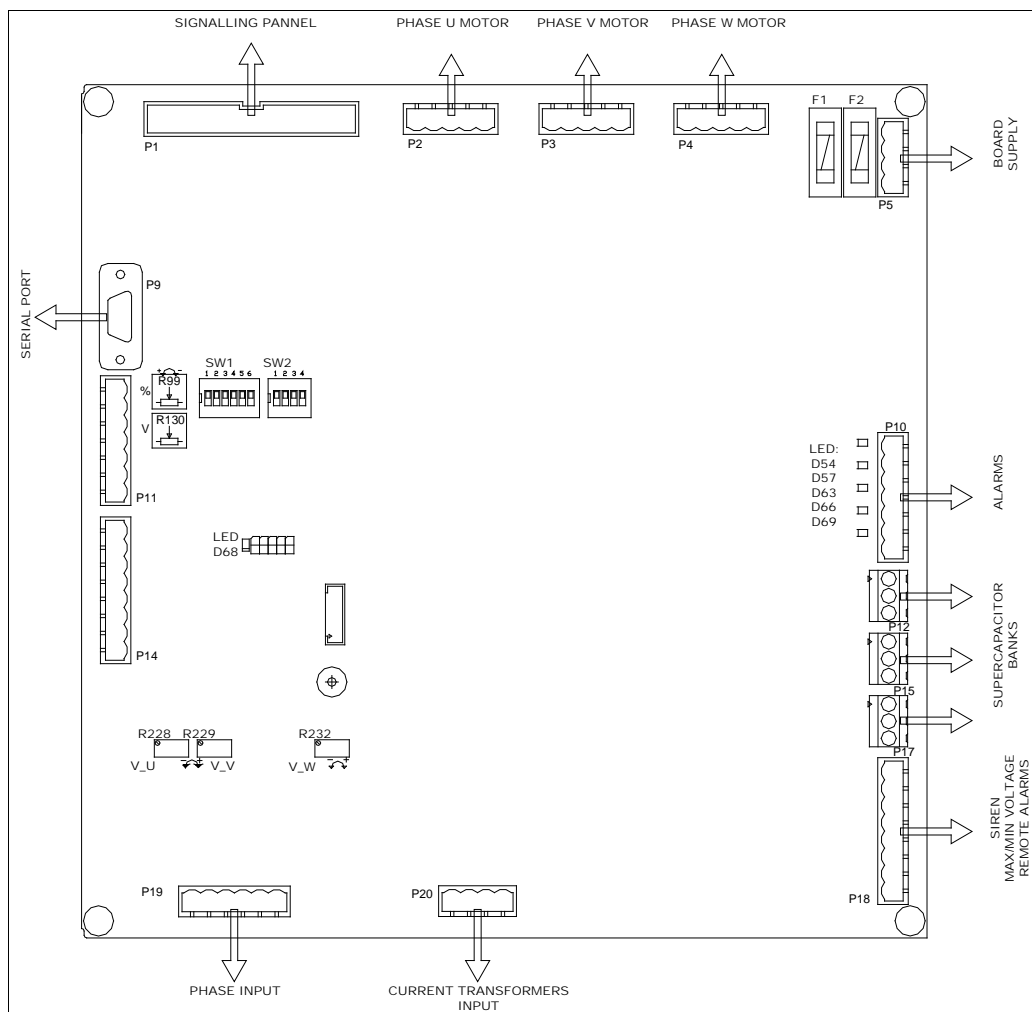 SIGNALLING PANNEL
PHASE U MOTOR
PHASE V MOTOR
PHASE W MOTOR
F1
F2
P1
P2
P3
P4
P5
BOARD
SUPPLY
P9
SERIAL PORT
SW1
SW2
1 2 3 4 5 6
1 2 3 4
+ -
R99
%
R130
V
P11
P10
LED:
D54
D57
D63
D66
D69
ALARMS
LED
D68
P12
P14
P15
SUPERCAPACITOR
BANKS
R228
R229
R232
V_U
- +
V_V
V_W
- +
P17
SIREN
MAX/MIN VOLTAGE
REMOTE ALARMS
P19
P20
P18
PHASE INPUT
CURRENT TRANSFORMERS
INPUT